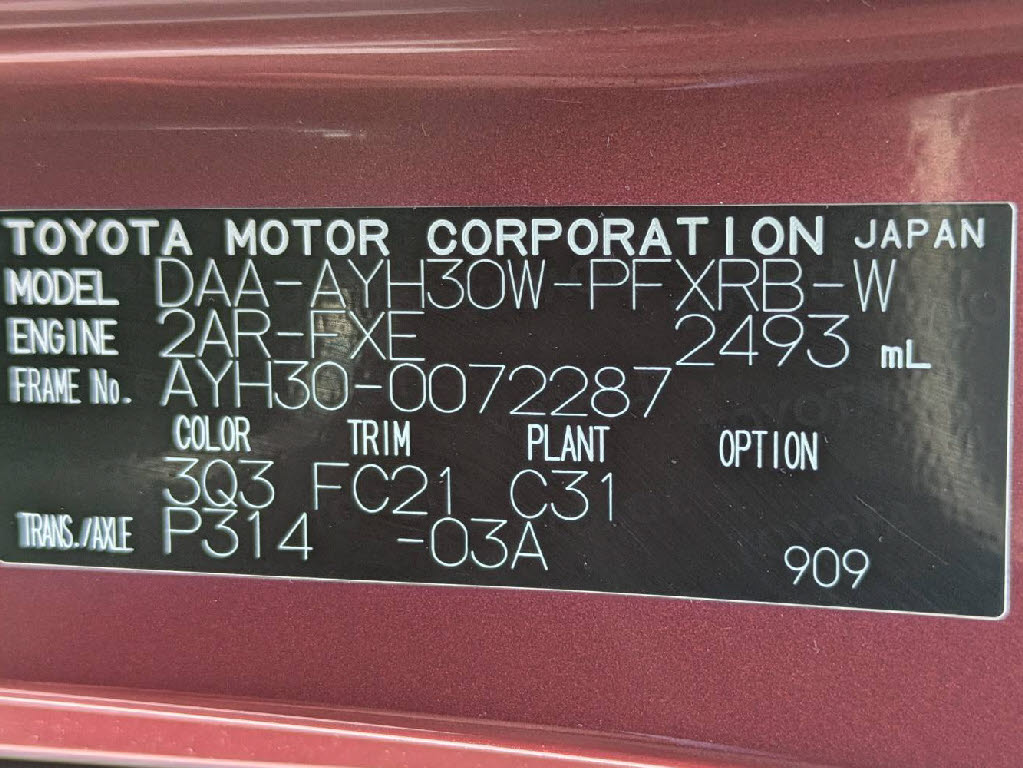 TOYOTA MOTOR CORPORATION JAPAN
MODEL DAA-AYH30W-PFXRB-W
ENGINE 2AR-FXE 2493 mL
FRAME No. AYH30-0072287
COLOR TRIM PLANT OPTION
3Q3 FC21 C31
TRANS./AXLE P314 -03A 909